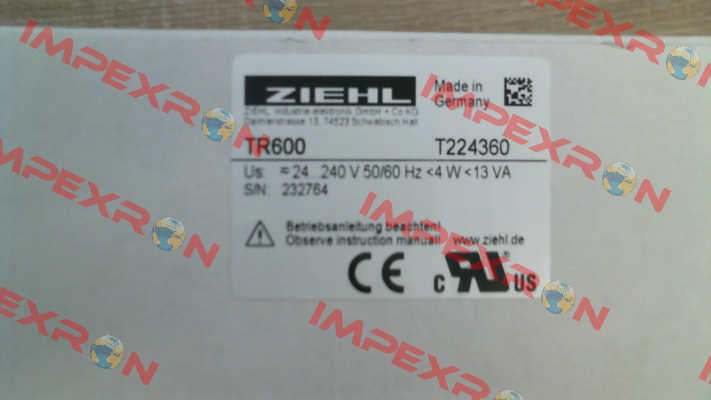 ZIEHL
Made in
Germany
ZIEHL industrie-elektronik GmbH + Co KG
Daimlerstrasse 13, 74523 Schwäbisch Hall
TR600 T224360
Us: ≂ 24...240 V 50/60 Hz <4 W <13 VA
S/N: 232764
Betriebsanleitung beachten!
Observe instruction manual! www.ziehl.de
CE C UR ® US
IMPEXRON
IMPEXRON
IMPEXRON
IMPEXRON
IMPEXRON
IMPEXRON
IMPEXRON